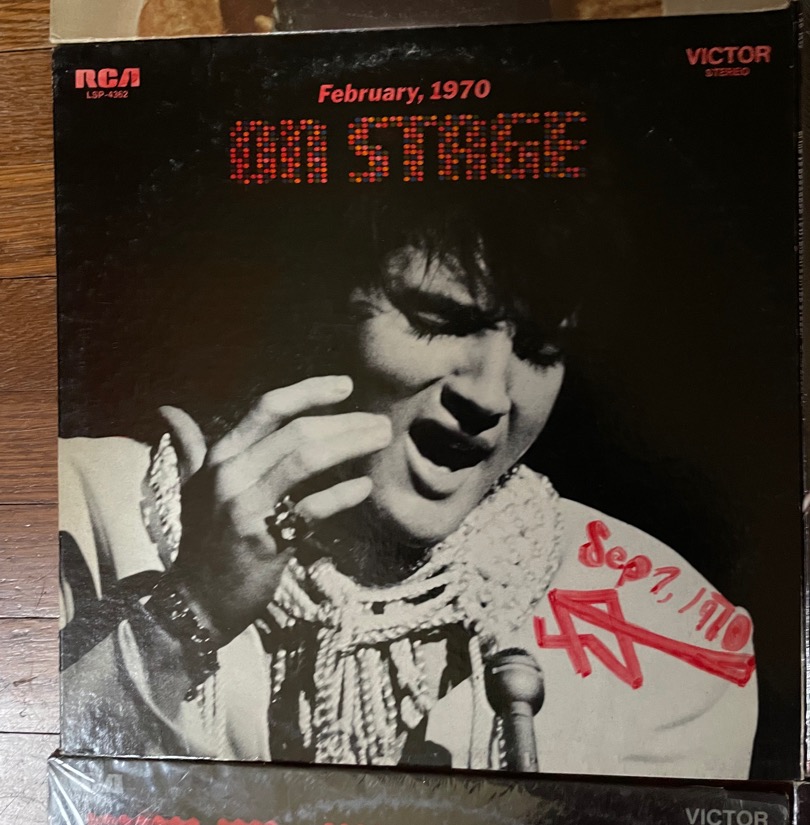 RCA
LSP-4362
VICTOR
STEREO
February, 1970
ON STAGE
Sep 7, 1970
VICTOR